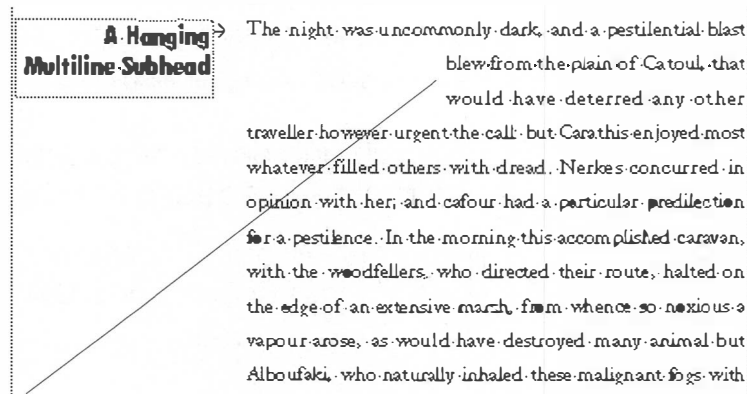 A Hanging
Multiline Subhead
The night was uncommonly dark, and a pestilential blast
blew from the plain of Catoul, that
would have deterred any other
traveller however urgent the call: but Carathis enjoyed most
whatever filled others with dread. Nerkes concurred in
opinion with her; and cafour had a particular predilection
for a pestilence. In the morning this accomplished caravan,
with the woodfellers, who directed their route, halted on
the edge of an extensive marsh, from whence so noxious a
vapour arose, as would have destroyed many animal but
Alboufaki, who naturally inhaled these malignant fogs with